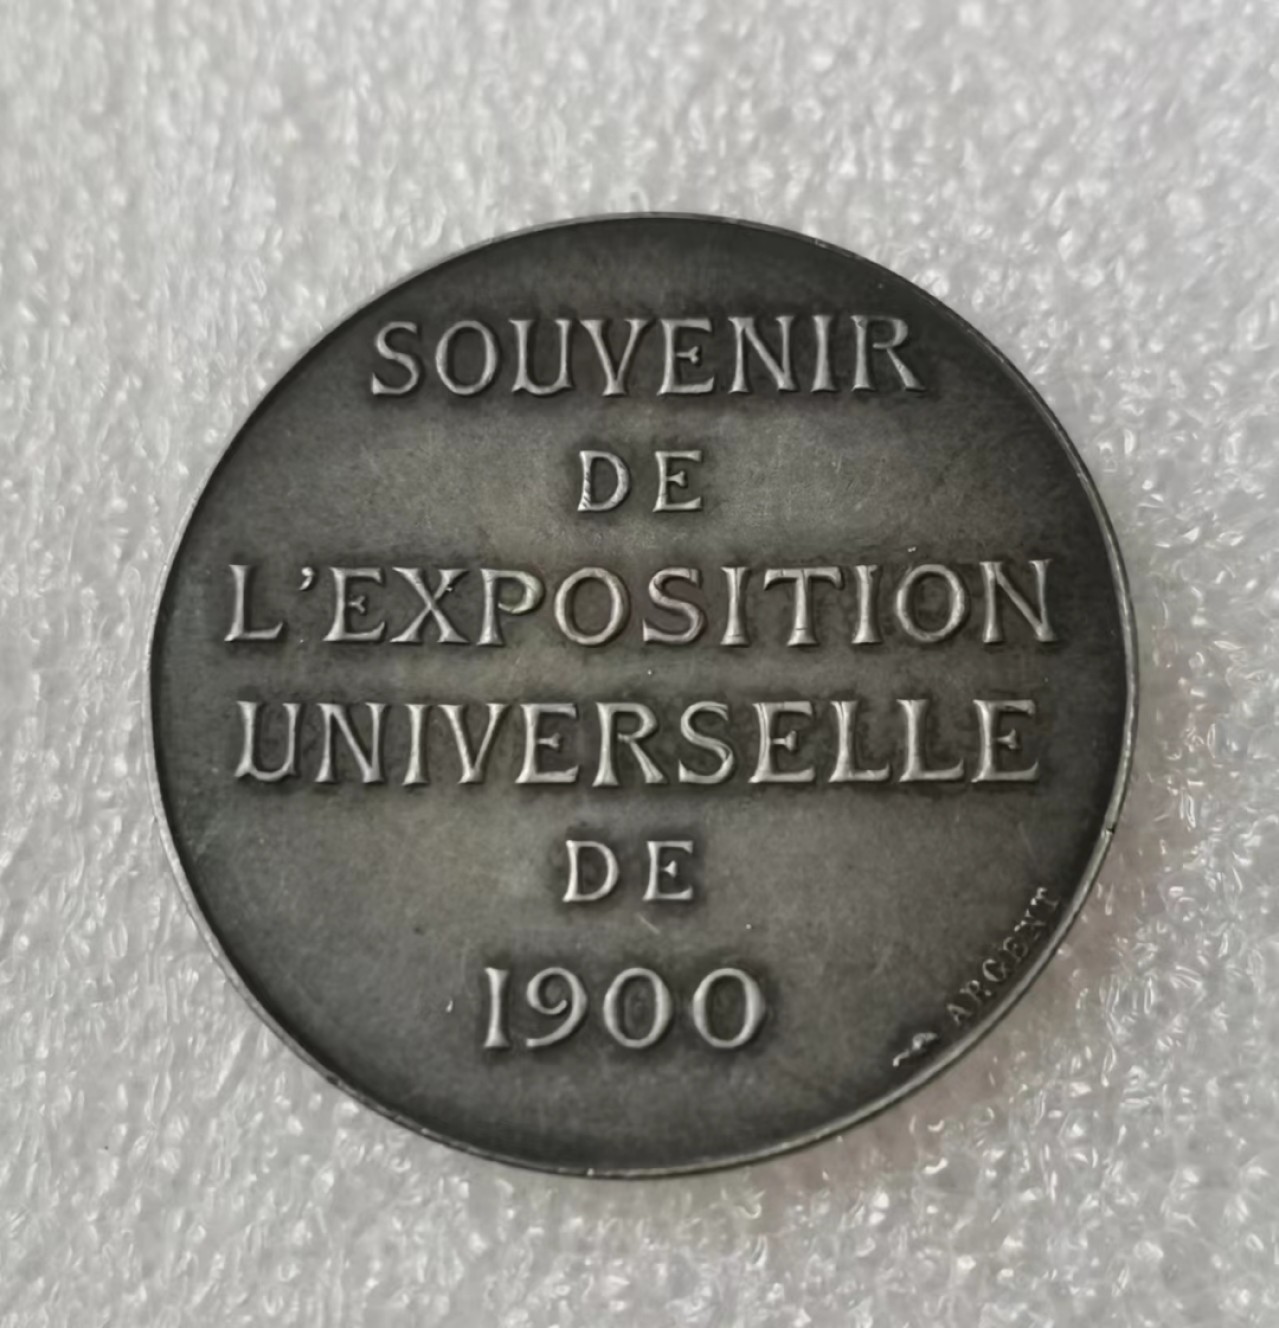 SOUVENIR
DE
L'EXPOSITION
UNIVERSELLE
DE
1900
ARGENT